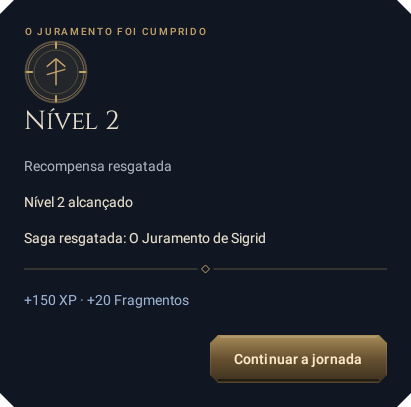 O JURAMENTO FOI CUMPRIDO
Nível 2
Recompensa resgatada
Nível 2 alcançado
Saga resgatada: O Juramento de Sigrid
+150 XP · +20 Fragmentos
Continuar a jornada